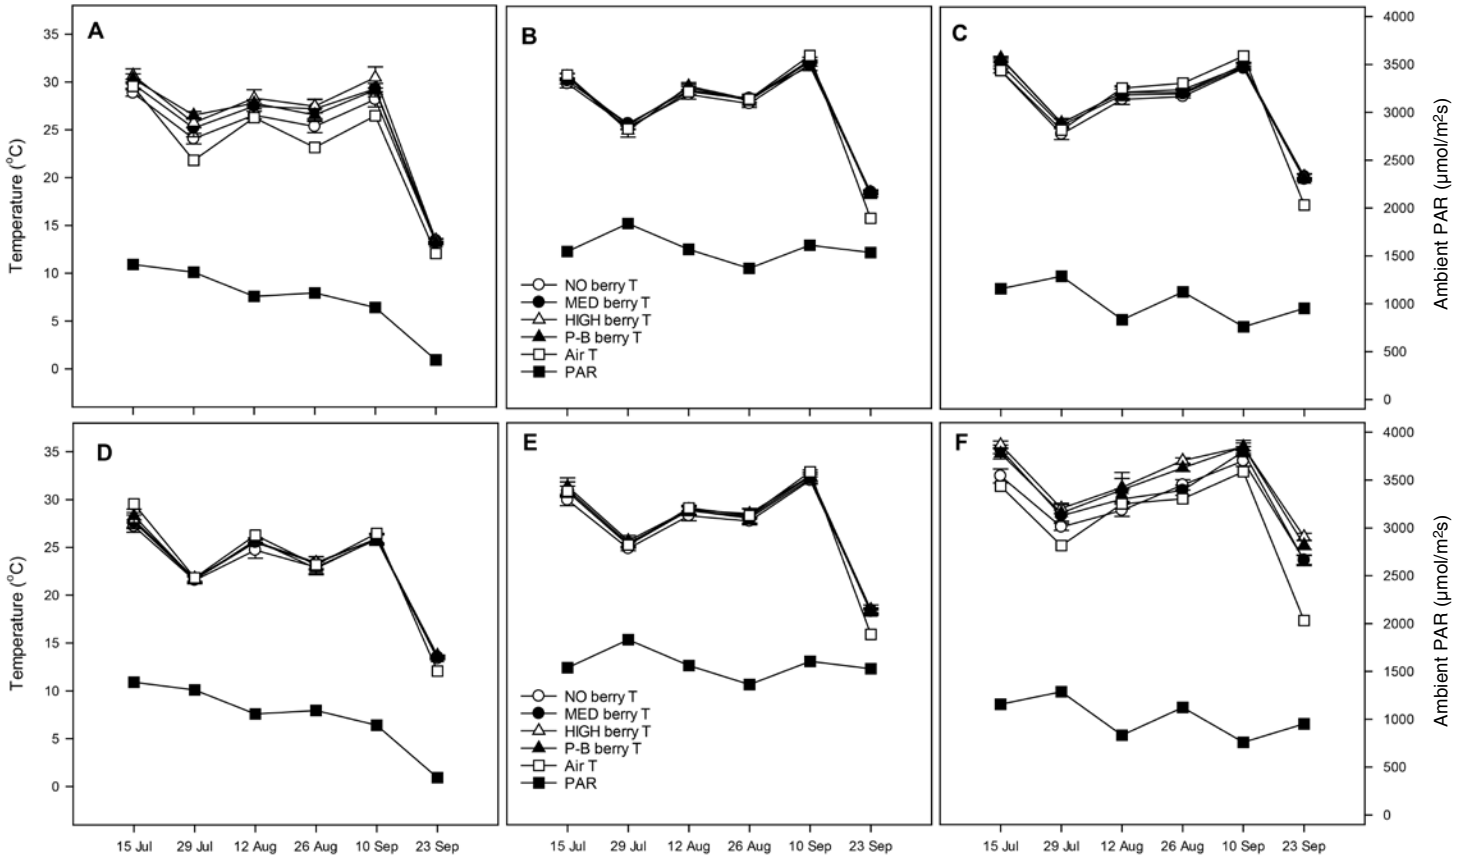 A
B
C
35
30
25
20
15
10
5
0
Temperature (°C)
4000
3500
3000
2500
2000
1500
1000
500
0
Ambient PAR (µmol/m2s)
NO berry T
MED berry T
HIGH berry T
P-B berry T
Air T
PAR
D
E
F
35
30
25
20
15
10
5
0
Temperature (°C)
4000
3500
3000
2500
2000
1500
1000
500
0
Ambient PAR (µmol/m2s)
NO berry T
MED berry T
HIGH berry T
P-B berry T
Air T
PAR
15 Jul 29 Jul 12 Aug 26 Aug 10 Sep 23 Sep
15 Jul 29 Jul 12 Aug 26 Aug 10 Sep 23 Sep
15 Jul 29 Jul 12 Aug 26 Aug 10 Sep 23 Sep